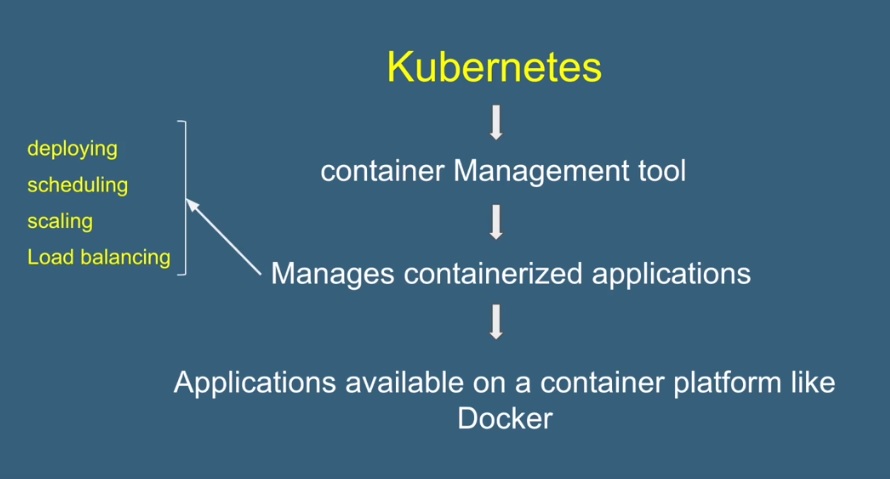 Kubernetes
container Management tool
deploying
scheduling
scaling
Load balancing
Manages containerized applications
Applications available on a container platform like
Docker